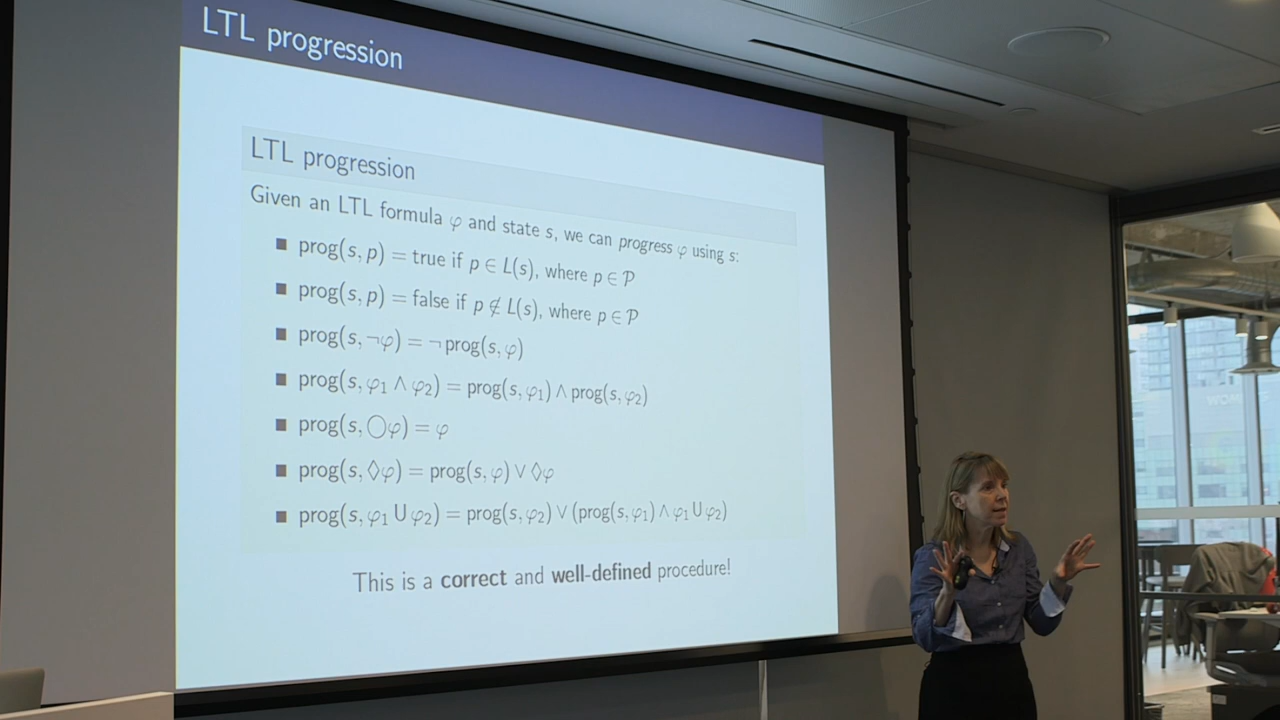 LTL progression
LTL progression
Given an LTL formula φ and state s, we can progress φ using s:
■ prog(s, p) = true if p ∈ L(s), where p ∈ 𝒫
■ prog(s, p) = false if p ∉ L(s), where p ∈ 𝒫
■ prog(s, ¬φ) = ¬ prog(s, φ)
■ prog(s, φ₁ ∧ φ₂) = prog(s, φ₁) ∧ prog(s, φ₂)
■ prog(s, ◯φ) = φ
■ prog(s, ◊φ) = prog(s, φ) ∨ ◊φ
■ prog(s, φ₁ U φ₂) = prog(s, φ₂) ∨ (prog(s, φ₁) ∧ φ₁ U φ₂)
This is a correct and well-defined procedure!